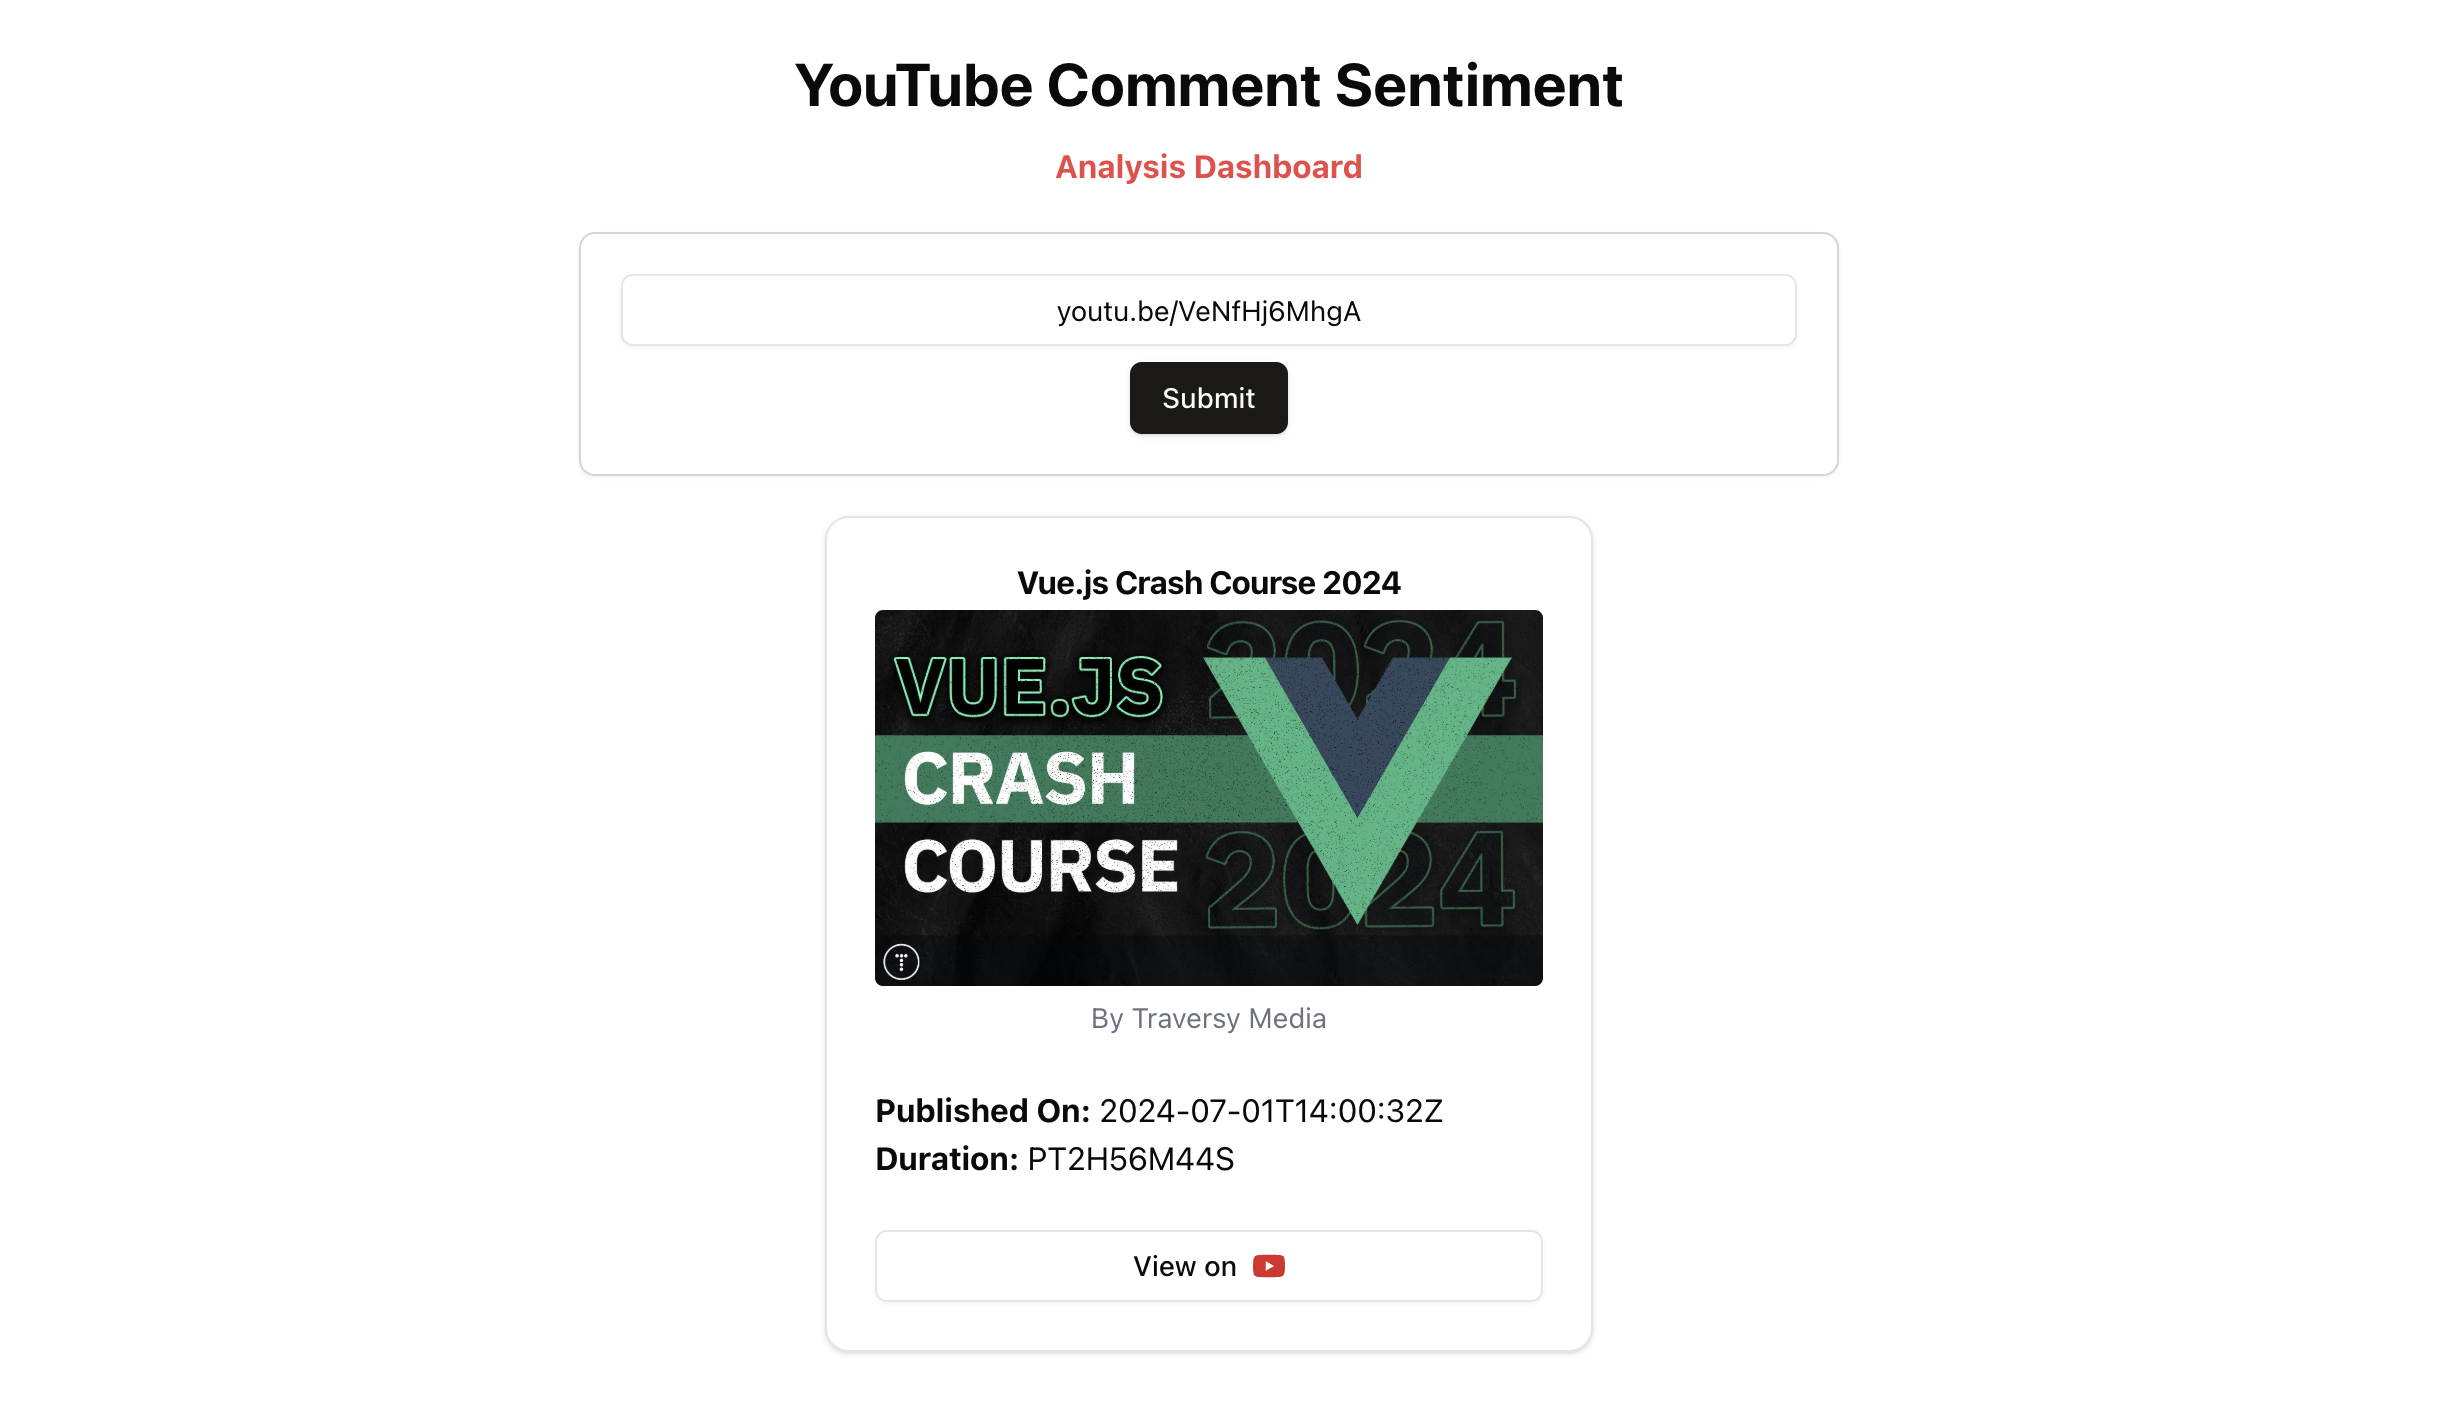 YouTube Comment Sentiment
Analysis Dashboard
youtu.be/VeNfHj6MhgA
Submit
Vue.js Crash Course 2024
2024
VUE.JS
CRASH
COURSE
2024
By Traversy Media
Published On: 2024-07-01T14:00:32Z
Duration: PT2H56M44S
View on